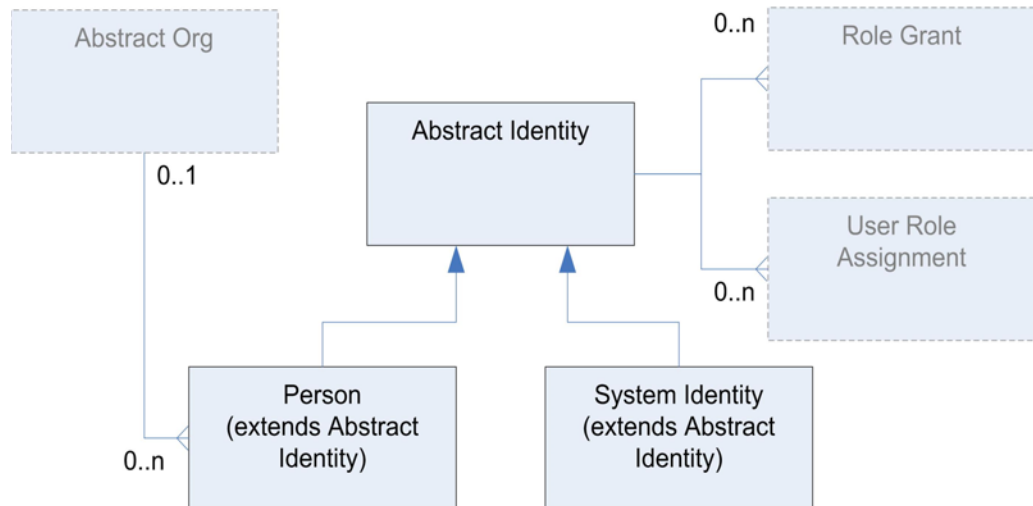 Abstract Org
0..n
Role Grant
Abstract Identity
0..1
User Role
Assignment
0..n
Person
(extends Abstract
Identity)
System Identity
(extends Abstract
Identity)
0..n